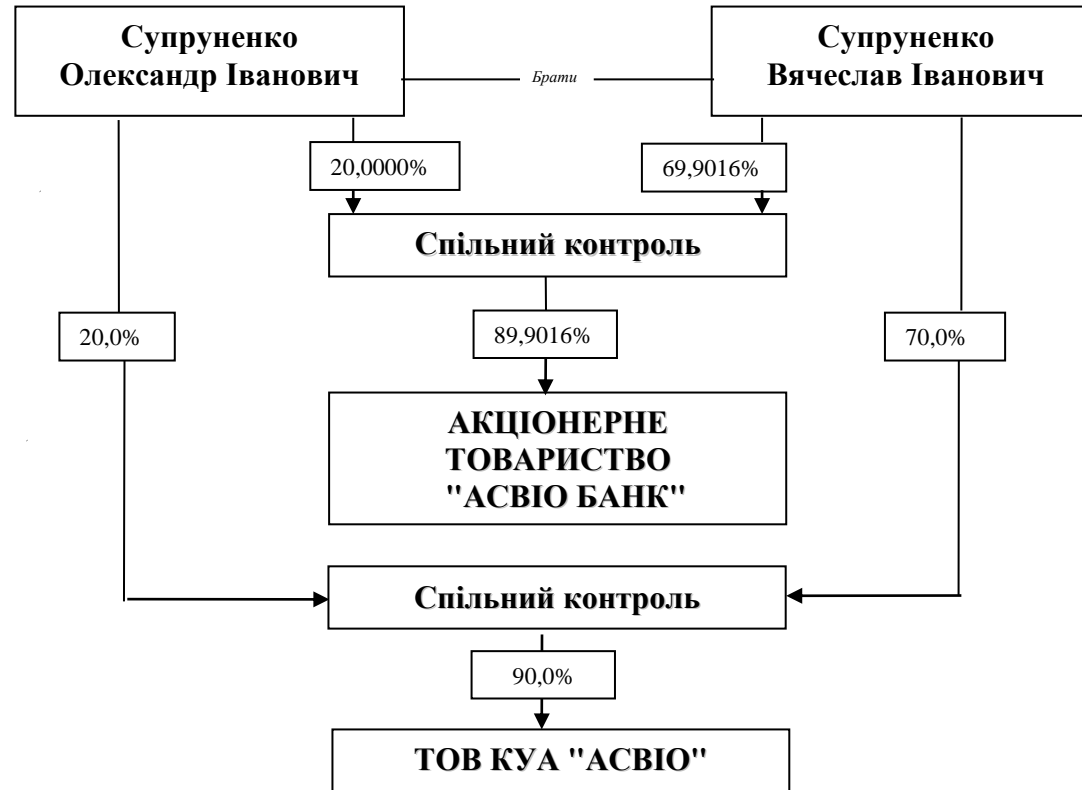 Супруненко
Олександр Іванович
Брати
Супруненко
Вячеслав Іванович
20,0000%
69,9016%
Спільний контроль
20,0%
89,9016%
70,0%
АКЦІОНЕРНЕ
ТОВАРИСТВО
"АСВІО БАНК"
Спільний контроль
90,0%
ТОВ КУА "АСВІО"